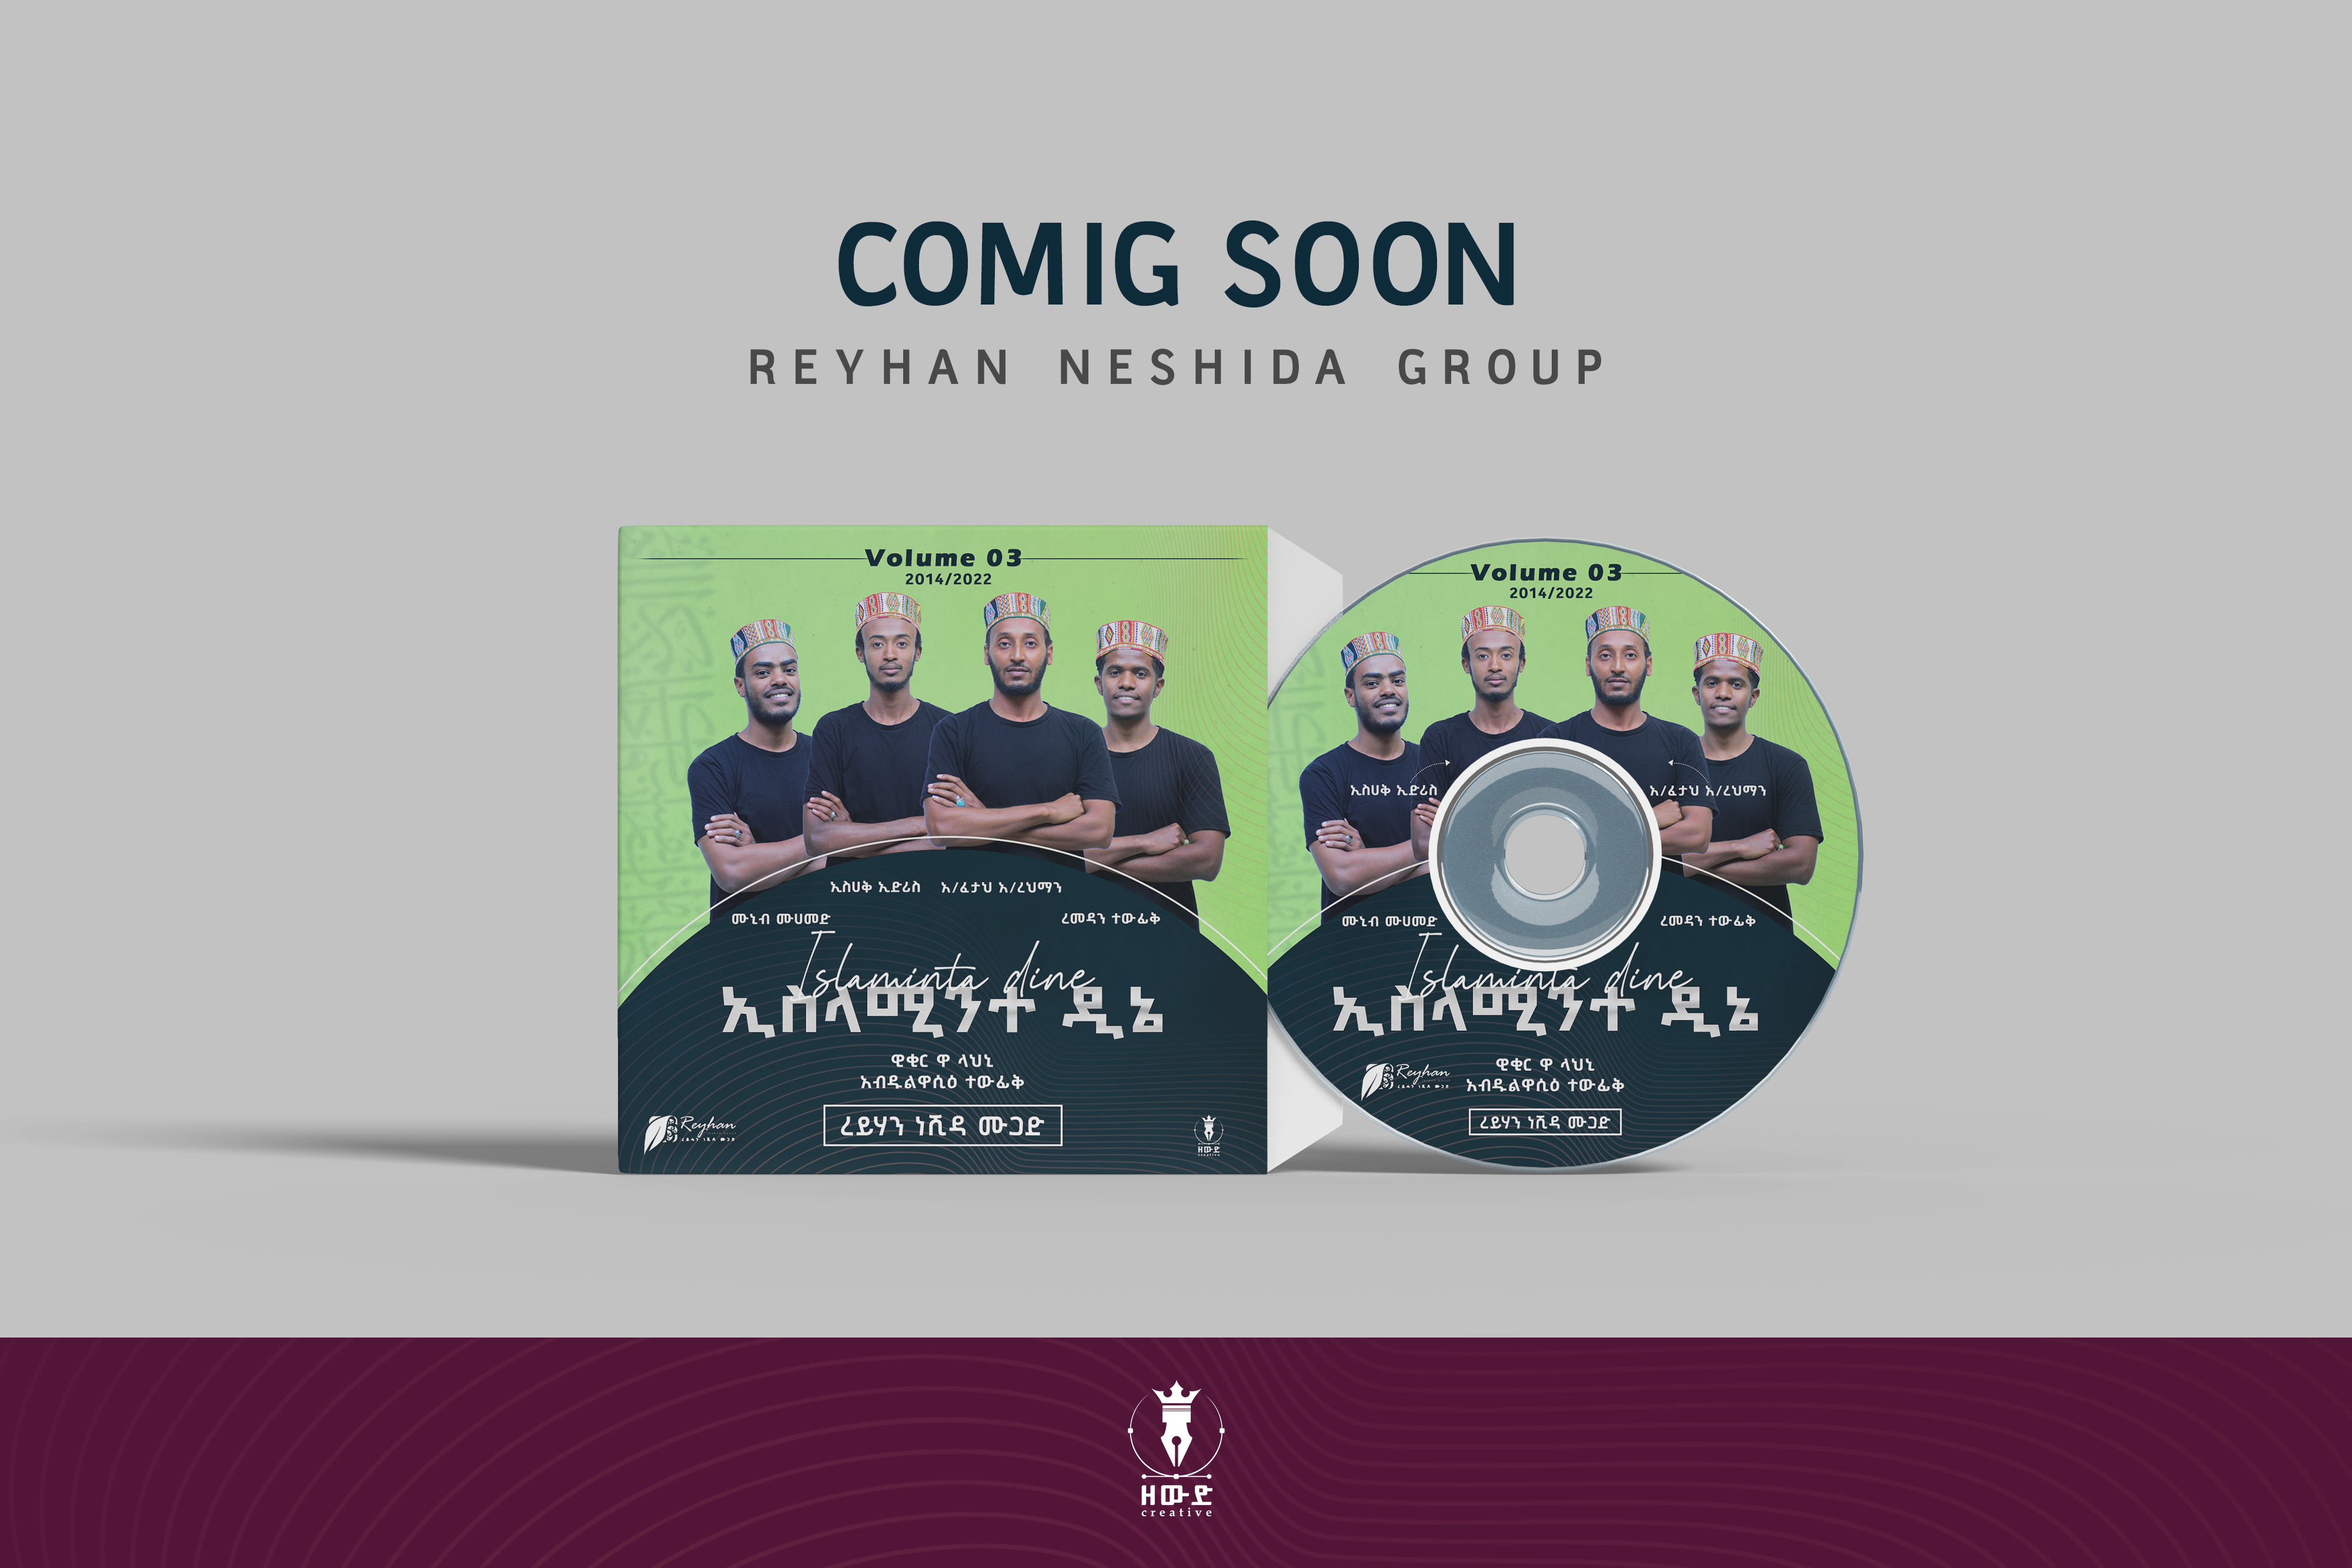 COMIG SOON
REYHAN NESHIDA GROUP
Volume 03
2014/2022
ኢስሀቅ ኢድሪስ አ/ፈታህ አ/ረህማን
ሙኒብ ሙሀመድ ረመዳን ተውፊቅ
Islaminta dine
ኢስላሚንተ ዲኔ
ዊቂር ዋ ላህኒ
አብዱልዋሲዕ ተውፊቅ
ረይሃን ነሺዳ ሙጋድ
Reyhan
ዘውድ
creative
Volume 03
2014/2022
ኢስሀቅ ኢድሪስ አ/ፈታህ አ/ረህማን
ሙኒብ ሙሀመድ ረመዳን ተውፊቅ
Islaminta dine
ኢስላሚንተ ዲኔ
Reyhan
ዊቂር ዋ ላህኒ
አብዱልዋሲዕ ተውፊቅ
ረይሃን ነሺዳ ሙጋድ
ዘውድ
creative